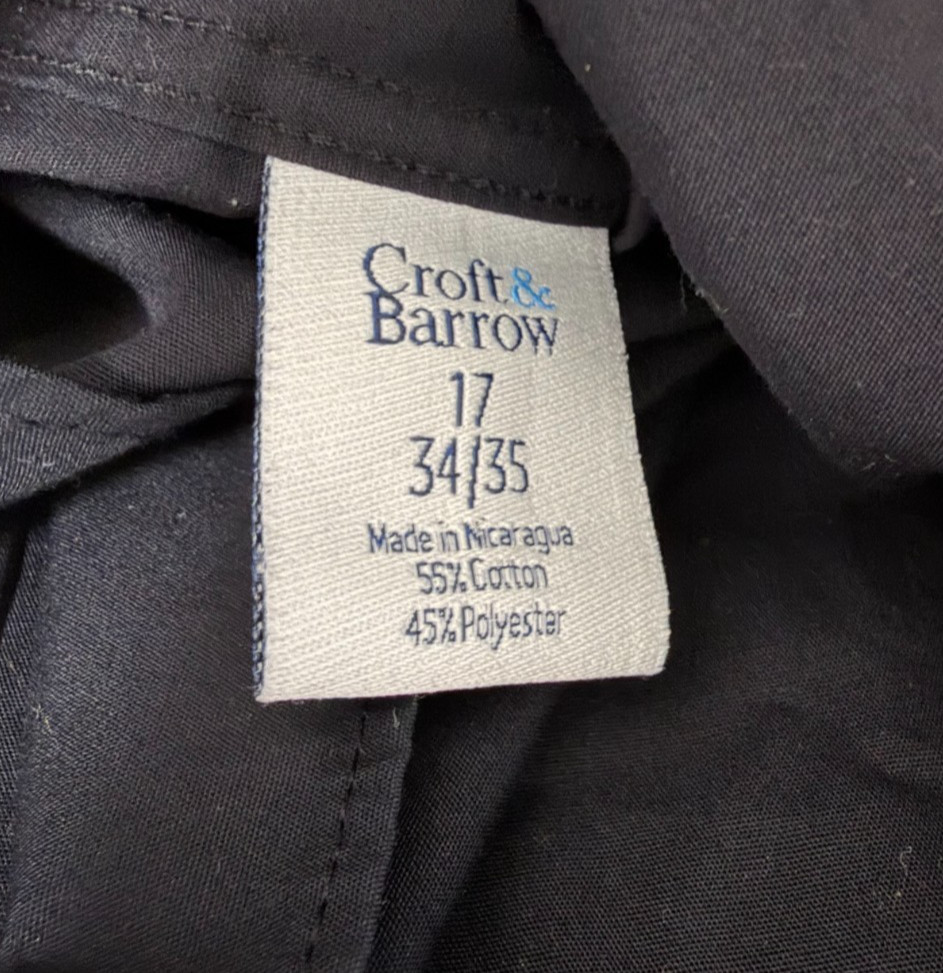 Croft &
Barrow
17
34/35
Made in Nicaragua
55% Cotton
45% Polyester